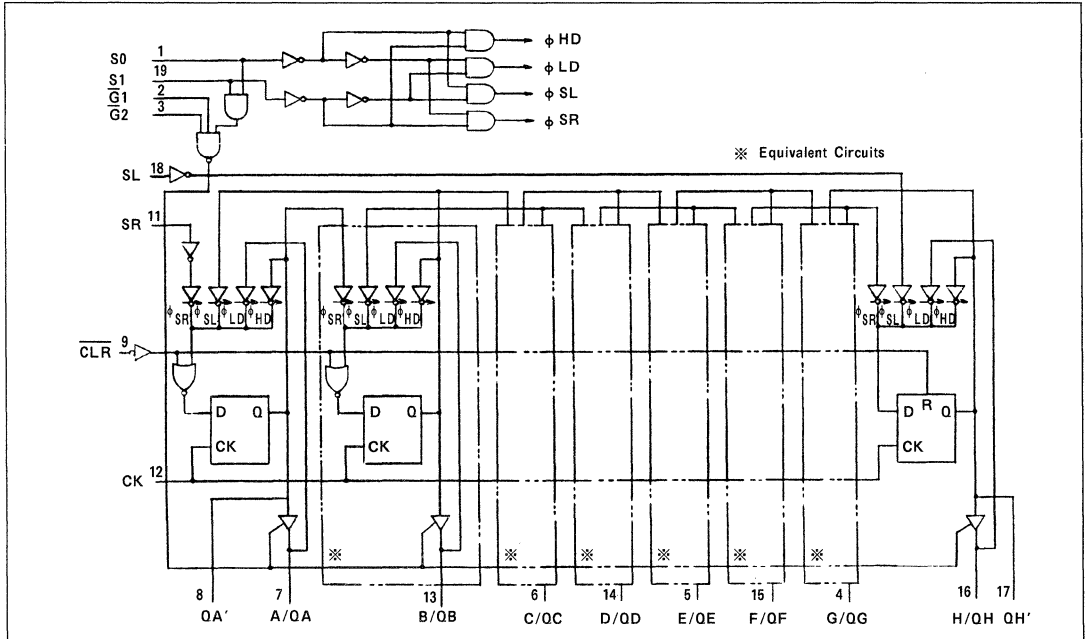 S0 1
S1 19
G1 2
G2 3
ϕ HD
ϕ LD
ϕ SL
ϕ SR
※ Equivalent Circuits
SL 18
SR 11
ϕSR ϕSL ϕLD ϕHD
ϕSR ϕSL ϕLD ϕHD
ϕSR ϕSL ϕLD ϕHD
CLR 9
D Q
CK
D Q
CK
D R Q
CK
CK 12
※ ※ ※ ※ ※ ※
8 7 13 6 14 5 15 4 16 17
QA' A/QA B/QB C/QC D/QD E/QE F/QF G/QG H/QH QH'